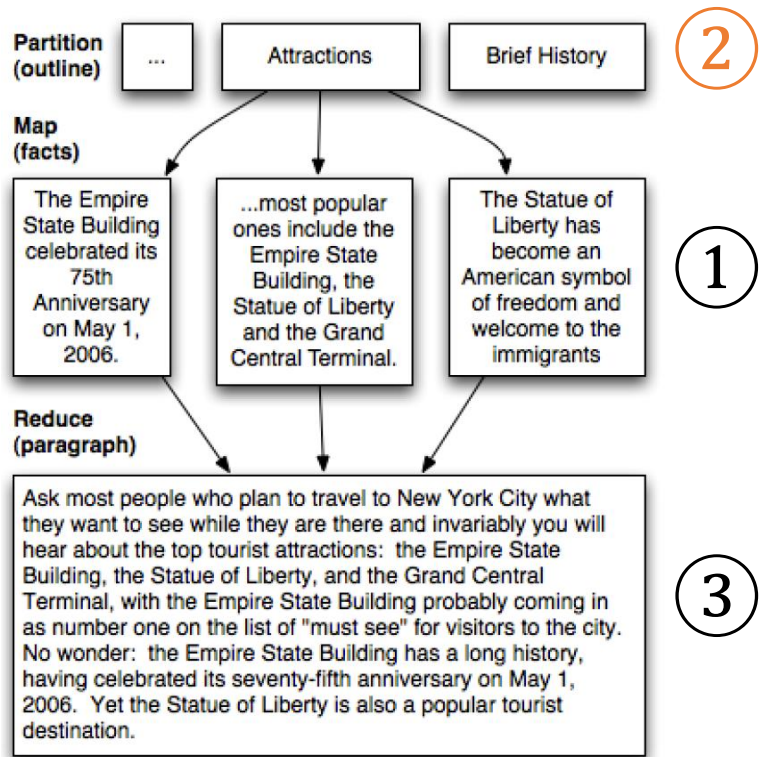 Partition
(outline)
...
Attractions
Brief History
②
Map
(facts)
The Empire
State Building
celebrated its
75th
Anniversary
on May 1,
2006.
...most popular
ones include the
Empire State
Building, the
Statue of Liberty
and the Grand
Central Terminal.
The Statue of
Liberty has
become an
American symbol
of freedom and
welcome to the
immigrants
①
Reduce
(paragraph)
Ask most people who plan to travel to New York City what
they want to see while they are there and invariably you will
hear about the top tourist attractions:  the Empire State
Building, the Statue of Liberty, and the Grand Central
Terminal, with the Empire State Building probably coming in
as number one on the list of "must see" for visitors to the city.
No wonder:  the Empire State Building has a long history,
having celebrated its seventy-fifth anniversary on May 1,
2006.  Yet the Statue of Liberty is also a popular tourist
destination.
③